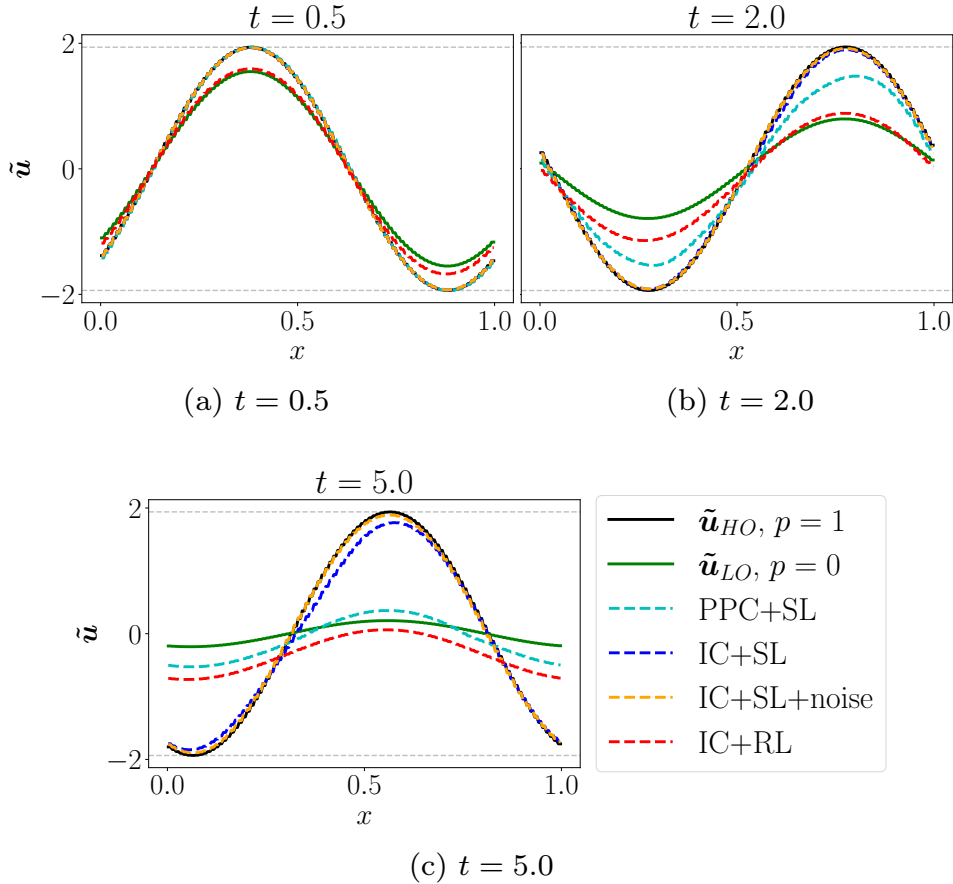 t = 0.5
t = 2.0
2
0
−2
ũ
0.0 0.5 1.0
x
0.0 0.5 1.0
x
(a) t = 0.5
(b) t = 2.0
t = 5.0
2
0
−2
ũ
0.0 0.5 1.0
x
ũ_HO, p = 1
ũ_LO, p = 0
PPC+SL
IC+SL
IC+SL+noise
IC+RL
(c) t = 5.0